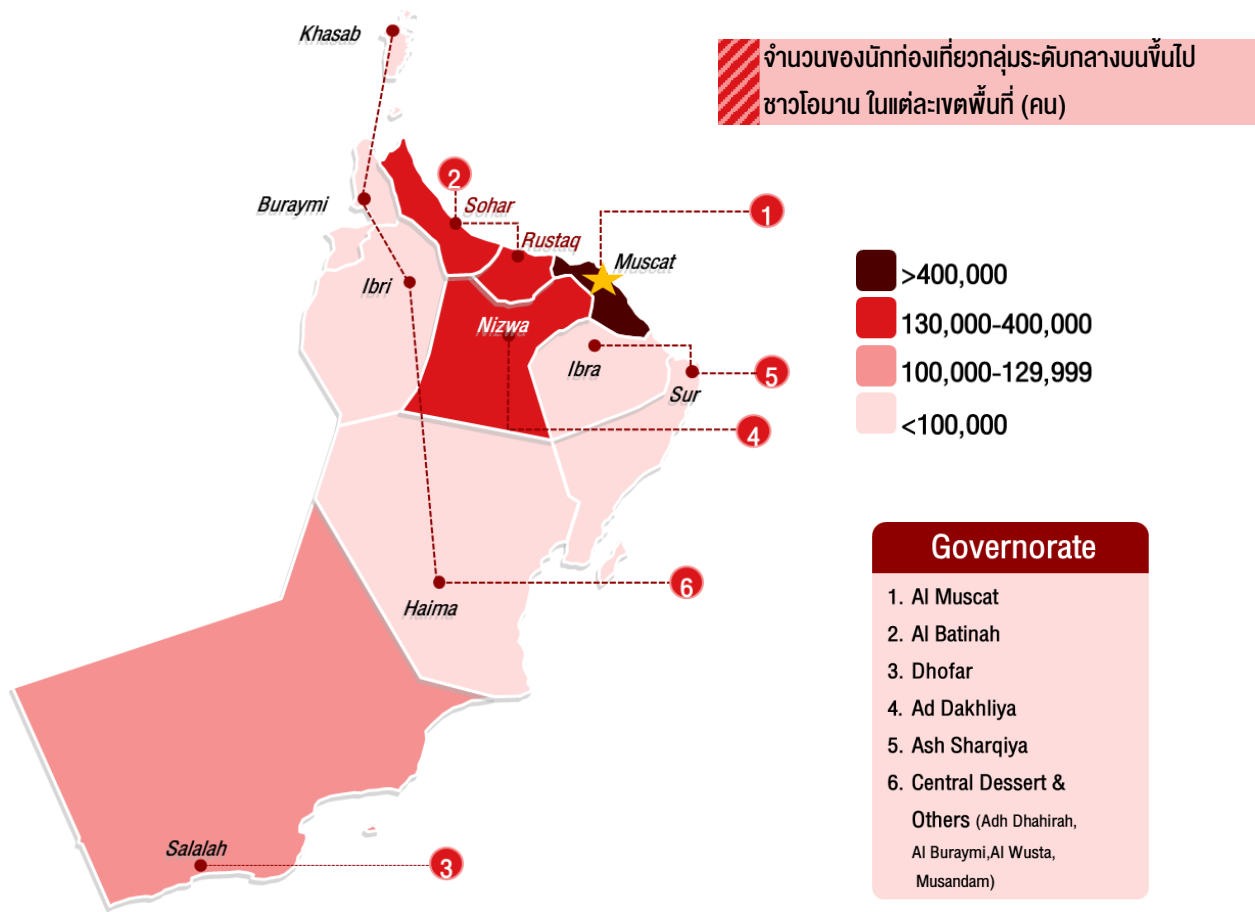 Khasab
จำนวนของนักท่องเที่ยวกลุ่มระดับกลางบนขึ้นไป
ชาวโอมาน ในแต่ละเขตพื้นที่ (คน)
2
Buraymi
Sohar
1
Rustaq
Muscat
Ibri
>400,000
130,000-400,000
100,000-129,999
<100,000
Nizwa
Ibra
5
Sur
4
6
Haima
Salalah
3
Governorate
1. Al Muscat
2. Al Batinah
3. Dhofar
4. Ad Dakhliya
5. Ash Sharqiya
6. Central Dessert &
Others (Adh Dhahirah,
Al Buraymi,Al Wusta,
Musandam)